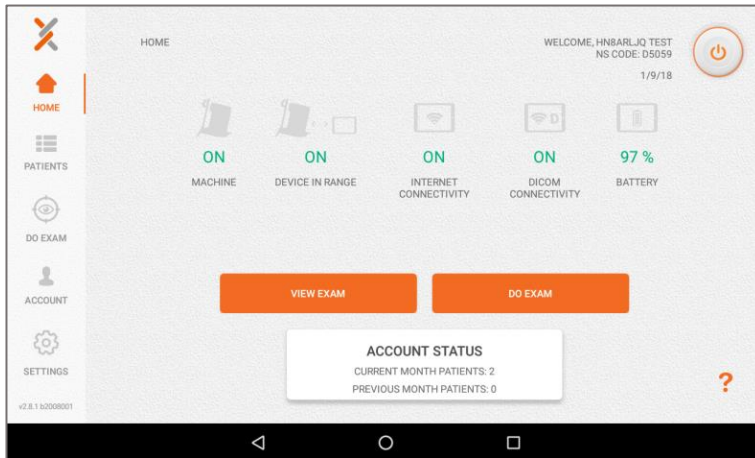 HOME
WELCOME, HN8ARLJQ TEST
NS CODE: D5059
1/9/18
HOME
PATIENTS
DO EXAM
ACCOUNT
SETTINGS
v2.8.1 b2008001
D
ON
MACHINE
ON
DEVICE IN RANGE
ON
INTERNET
CONNECTIVITY
ON
DICOM
CONNECTIVITY
97 %
BATTERY
VIEW EXAM
DO EXAM
ACCOUNT STATUS
CURRENT MONTH PATIENTS: 2
PREVIOUS MONTH PATIENTS: 0
?